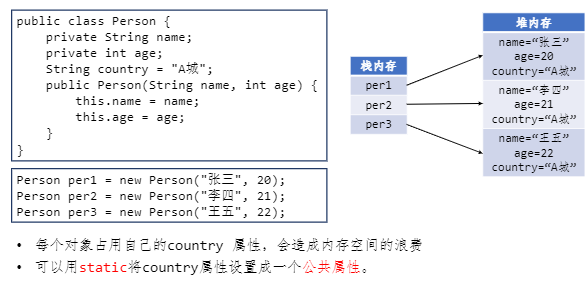 public class Person {
private String name;
private int age;
String country = "A城";
public Person(String name, int age) {
this.name = name;
this.age = age;
}
}
Person per1 = new Person("张三", 20);
Person per2 = new Person("李四", 21);
Person per3 = new Person("王五", 22);
栈内存
per1
per2
per3
堆内存
name=“张三”
age=20
country=“A城”
name=“李四”
age=21
country=“A城”
name=“王五”
age=22
country=“A城”
• 每个对象占用自己的country 属性，会造成内存空间的浪费
• 可以用static将country属性设置成一个公共属性。